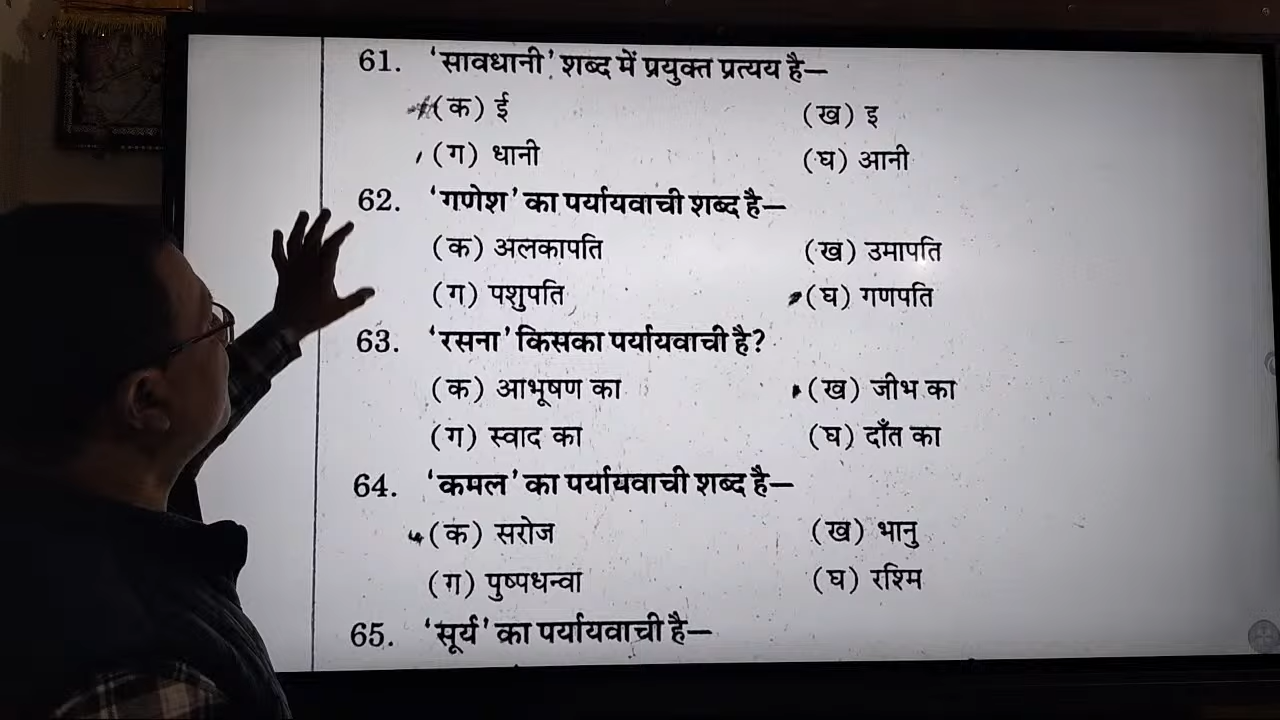 61. 'सावधानी' शब्द में प्रयुक्त प्रत्यय है—
(क) ई (ख) इ
(ग) धानी (घ) आनी
62. 'गणेश' का पर्यायवाची शब्द है—
(क) अलकापति (ख) उमापति
(ग) पशुपति (घ) गणपति
63. 'रसना' किसका पर्यायवाची है?
(क) आभूषण का (ख) जीभ का
(ग) स्वाद का (घ) दाँत का
64. 'कमल' का पर्यायवाची शब्द है—
(क) सरोज (ख) भानु
(ग) पुष्पधन्वा (घ) रश्मि
65. 'सूर्य' का पर्यायवाची है—